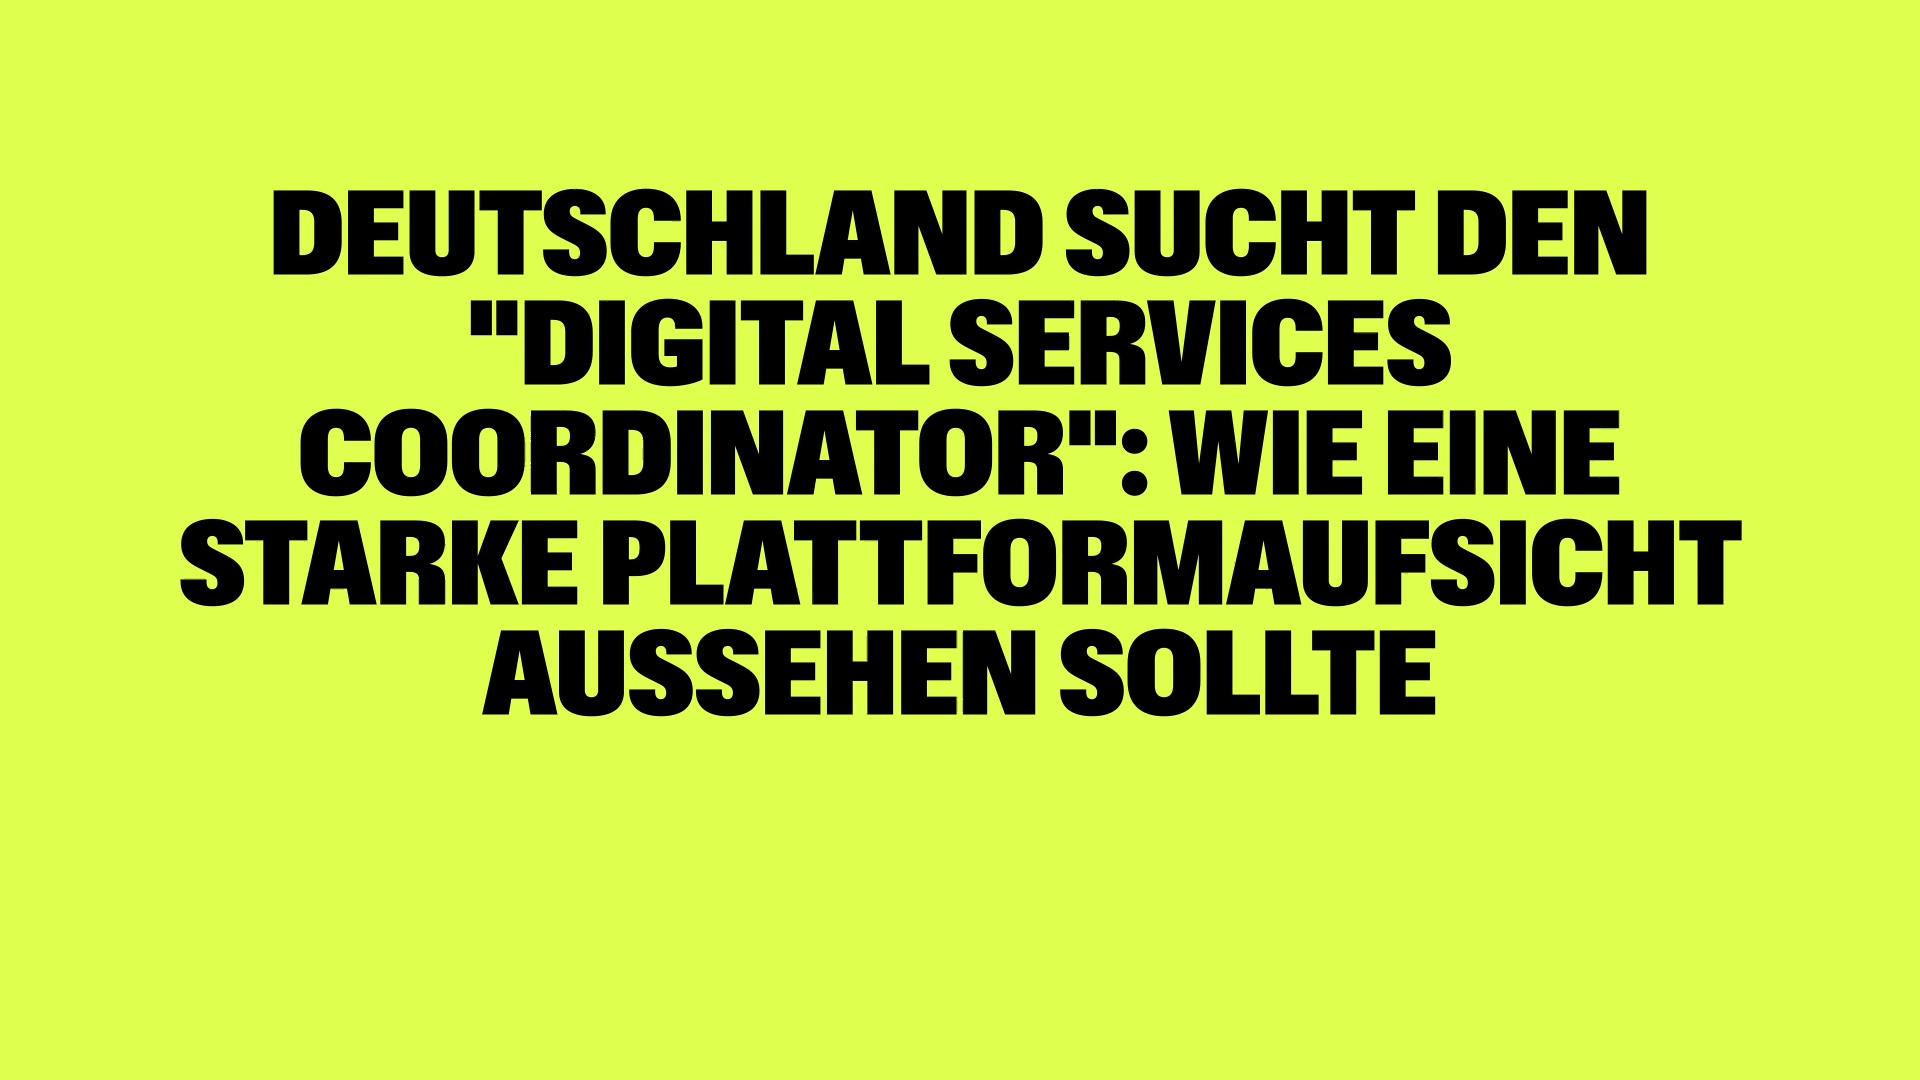 DEUTSCHLAND SUCHT DEN
"DIGITAL SERVICES
COORDINATOR": WIE EINE
STARKE PLATTFORMAUFSICHT
AUSSEHEN SOLLTE